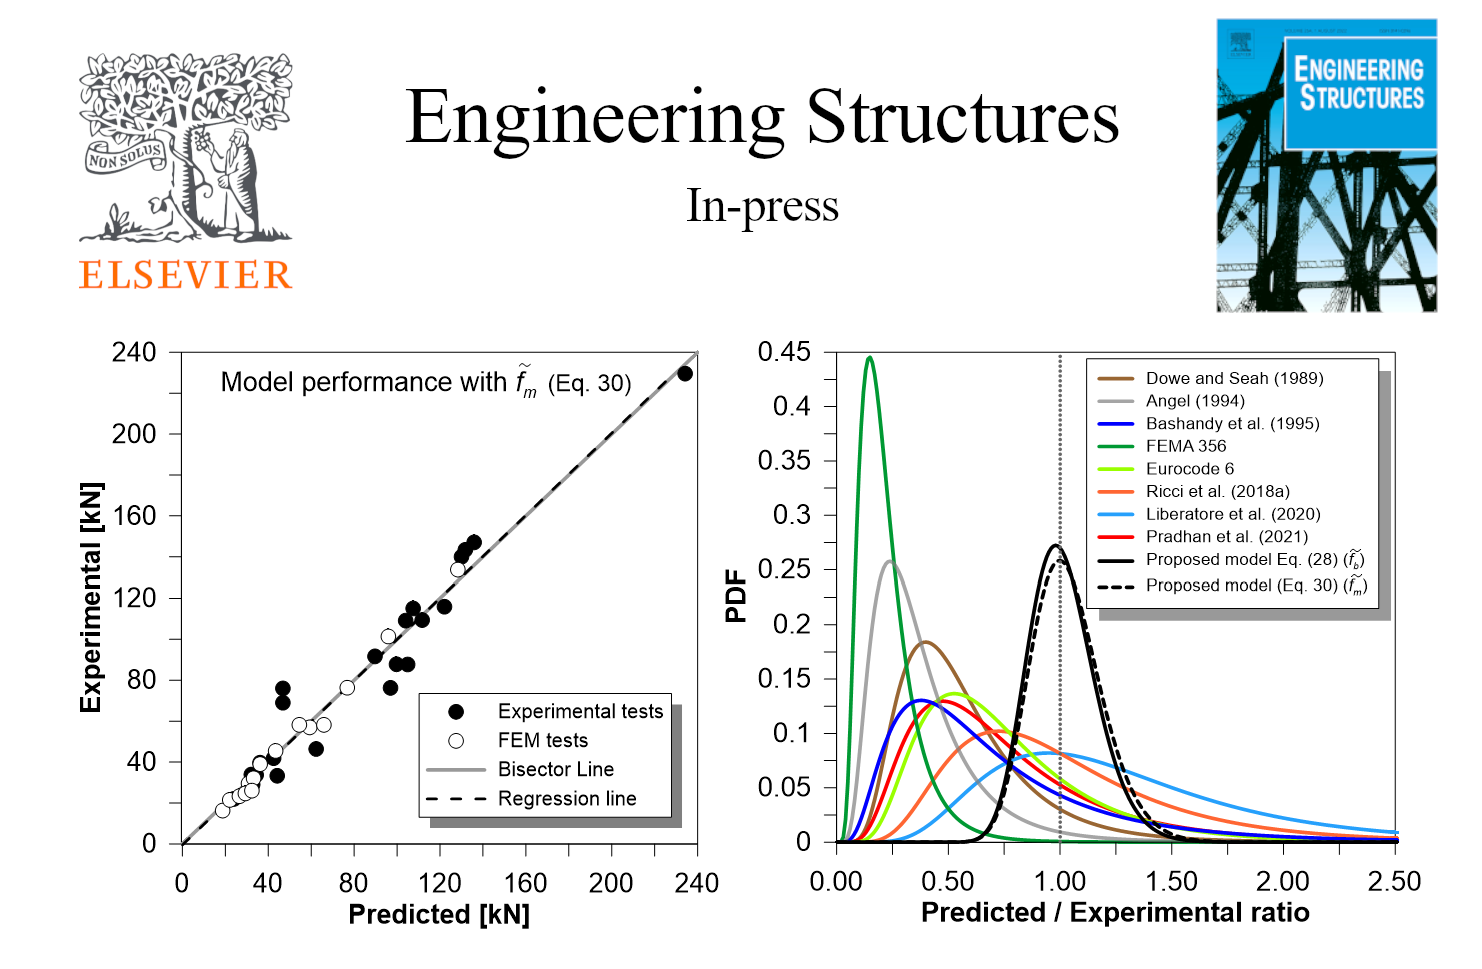 NON SOLUS
ELSEVIER
Engineering Structures
In-press
ENGINEERING
STRUCTURES
Model performance with f̃m (Eq. 30)
240
200
160
120
80
40
0
Experimental [kN]
Experimental tests
FEM tests
Bisector Line
Regression line
0 40 80 120 160 200 240
Predicted [kN]
0.45
0.4
0.35
0.3
0.25
0.2
0.15
0.1
0.05
0
PDF
Dowe and Seah (1989)
Angel (1994)
Bashandy et al. (1995)
FEMA 356
Eurocode 6
Ricci et al. (2018a)
Liberatore et al. (2020)
Pradhan et al. (2021)
Proposed model Eq. (28) (f̃b)
Proposed model (Eq. 30) (f̃m)
0.00 0.50 1.00 1.50 2.00 2.50
Predicted / Experimental ratio